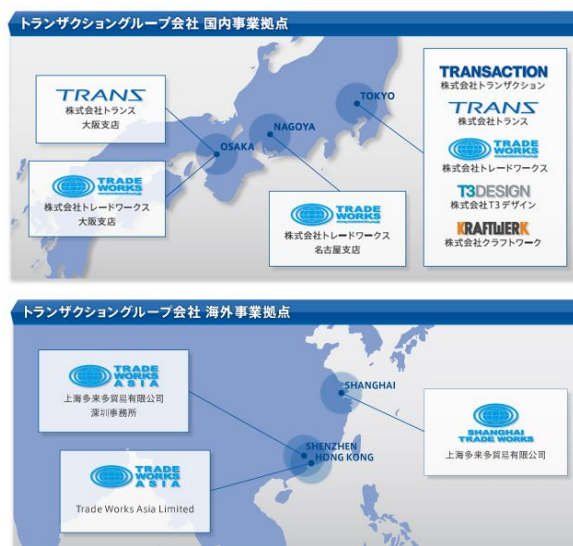 トランザクショングループ会社 国内事業拠点
TRANS
株式会社トランス
大阪支店
TRADE
WORKS
株式会社トレードワークス
大阪支店
OSAKA
NAGOYA
TOKYO
TRADE
WORKS
株式会社トレードワークス
名古屋支店
TRANSACTION
株式会社トランザクション
TRANS
株式会社トランス
TRADE
WORKS
株式会社トレードワークス
T3DESIGN
株式会社T3デザイン
KRAFTWERK
株式会社クラフトワーク
トランザクショングループ会社 海外事業拠点
TRADE
WORKS
ASIA
上海多来多貿易有限公司
深圳事務所
SHANGHAI
SHENZHEN
HONG KONG
SHANGHAI
TRADE WORKS
上海多来多貿易有限公司
TRADE
WORKS
ASIA
Trade Works Asia Limited